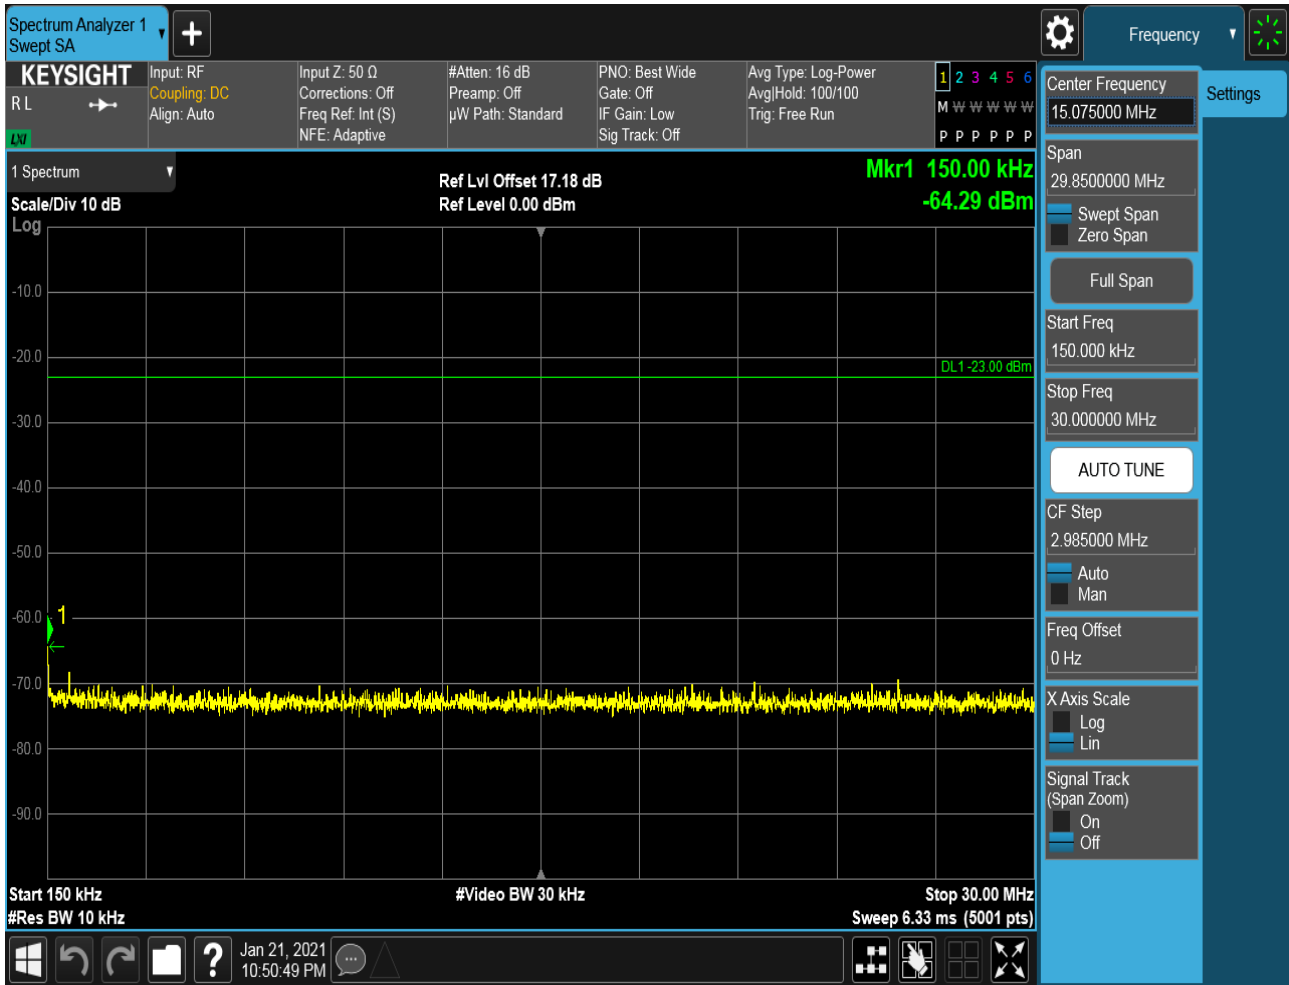 Spectrum Analyzer 1
Swept SA
Frequency
KEYSIGHT
R L
LXI
Input: RF
Coupling: DC
Align: Auto
Input Z: 50 Ω
Corrections: Off
Freq Ref: Int (S)
NFE: Adaptive
#Atten: 16 dB
Preamp: Off
µW Path: Standard
PNO: Best Wide
Gate: Off
IF Gain: Low
Sig Track: Off
Avg Type: Log-Power
Avg|Hold: 100/100
Trig: Free Run
1 2 3 4 5 6
M W W W W W
P P P P P P
1 Spectrum
Scale/Div 10 dB
Log
Ref Lvl Offset 17.18 dB
Ref Level 0.00 dBm
Mkr1 150.00 kHz
-64.29 dBm
-10.0
-20.0
DL1 -23.00 dBm
-30.0
-40.0
-50.0
-60.0
1
-70.0
-80.0
-90.0
Start 150 kHz
#Video BW 30 kHz
Stop 30.00 MHz
#Res BW 10 kHz
Sweep 6.33 ms (5001 pts)
Center Frequency
15.075000 MHz
Settings
Span
29.8500000 MHz
Swept Span
Zero Span
Full Span
Start Freq
150.000 kHz
Stop Freq
30.000000 MHz
AUTO TUNE
CF Step
2.985000 MHz
Auto
Man
Freq Offset
0 Hz
X Axis Scale
Log
Lin
Signal Track
(Span Zoom)
On
Off
?
Jan 21, 2021
10:50:49 PM